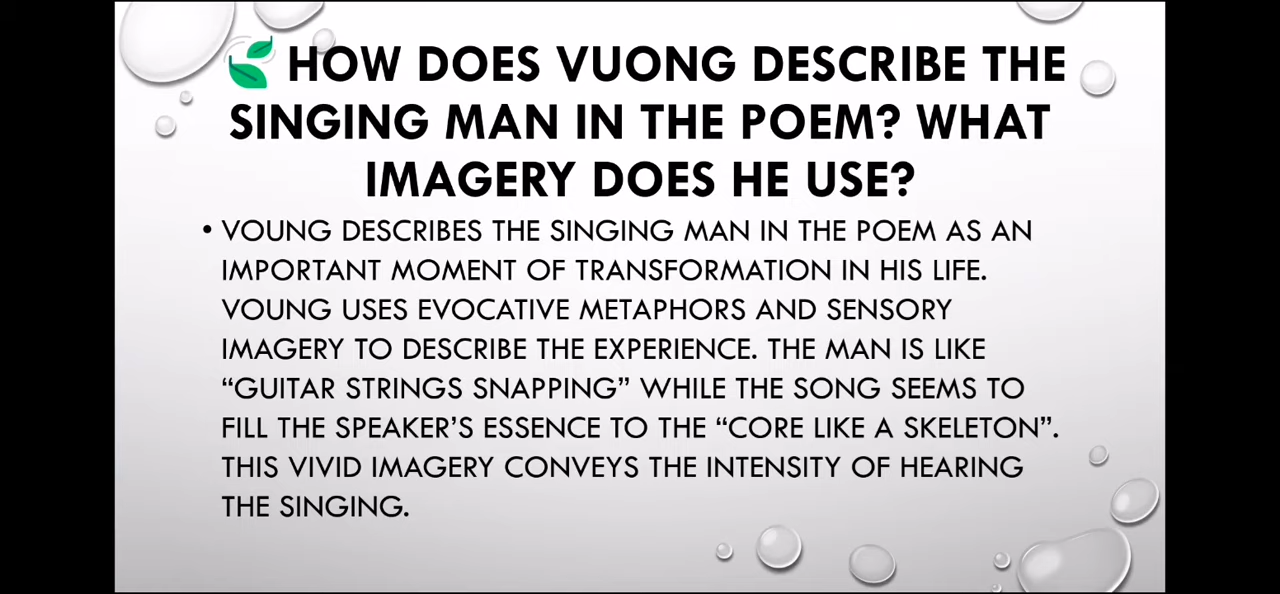 HOW DOES VUONG DESCRIBE THE
SINGING MAN IN THE POEM? WHAT
IMAGERY DOES HE USE?
• VOUNG DESCRIBES THE SINGING MAN IN THE POEM AS AN
IMPORTANT MOMENT OF TRANSFORMATION IN HIS LIFE.
VOUNG USES EVOCATIVE METAPHORS AND SENSORY
IMAGERY TO DESCRIBE THE EXPERIENCE. THE MAN IS LIKE
“GUITAR STRINGS SNAPPING” WHILE THE SONG SEEMS TO
FILL THE SPEAKER’S ESSENCE TO THE “CORE LIKE A SKELETON”.
THIS VIVID IMAGERY CONVEYS THE INTENSITY OF HEARING
THE SINGING.